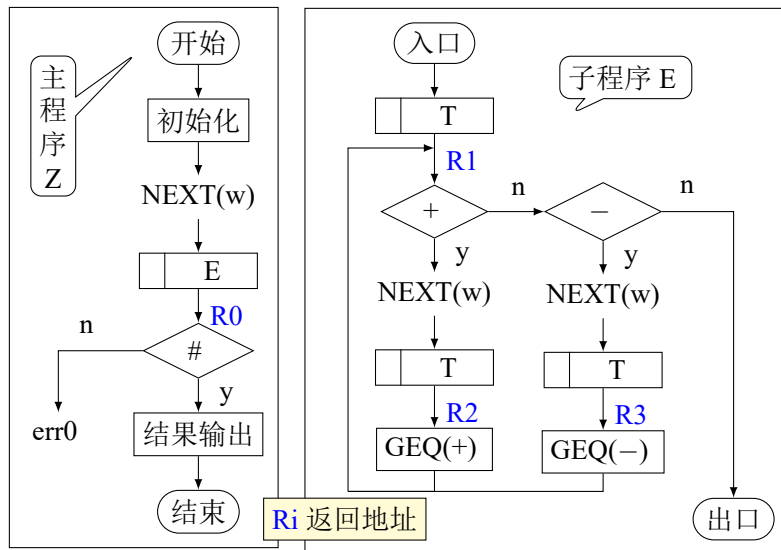 主程序 Z
开始
初始化
NEXT(w)
E
R0
#
n
y
err0
结果输出
结束
入口
子程序 E
T
R1
+
n
−
n
y
y
NEXT(w)
NEXT(w)
T
T
R2
R3
GEQ(+)
GEQ(−)
出口
Ri 返回地址